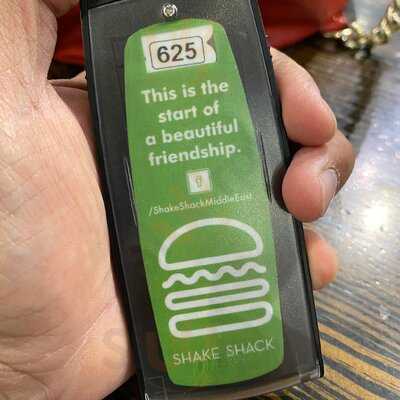 625
This is the
start of
a beautiful
friendship.
/ShakeShackMiddleEast
SHAKE SHACK